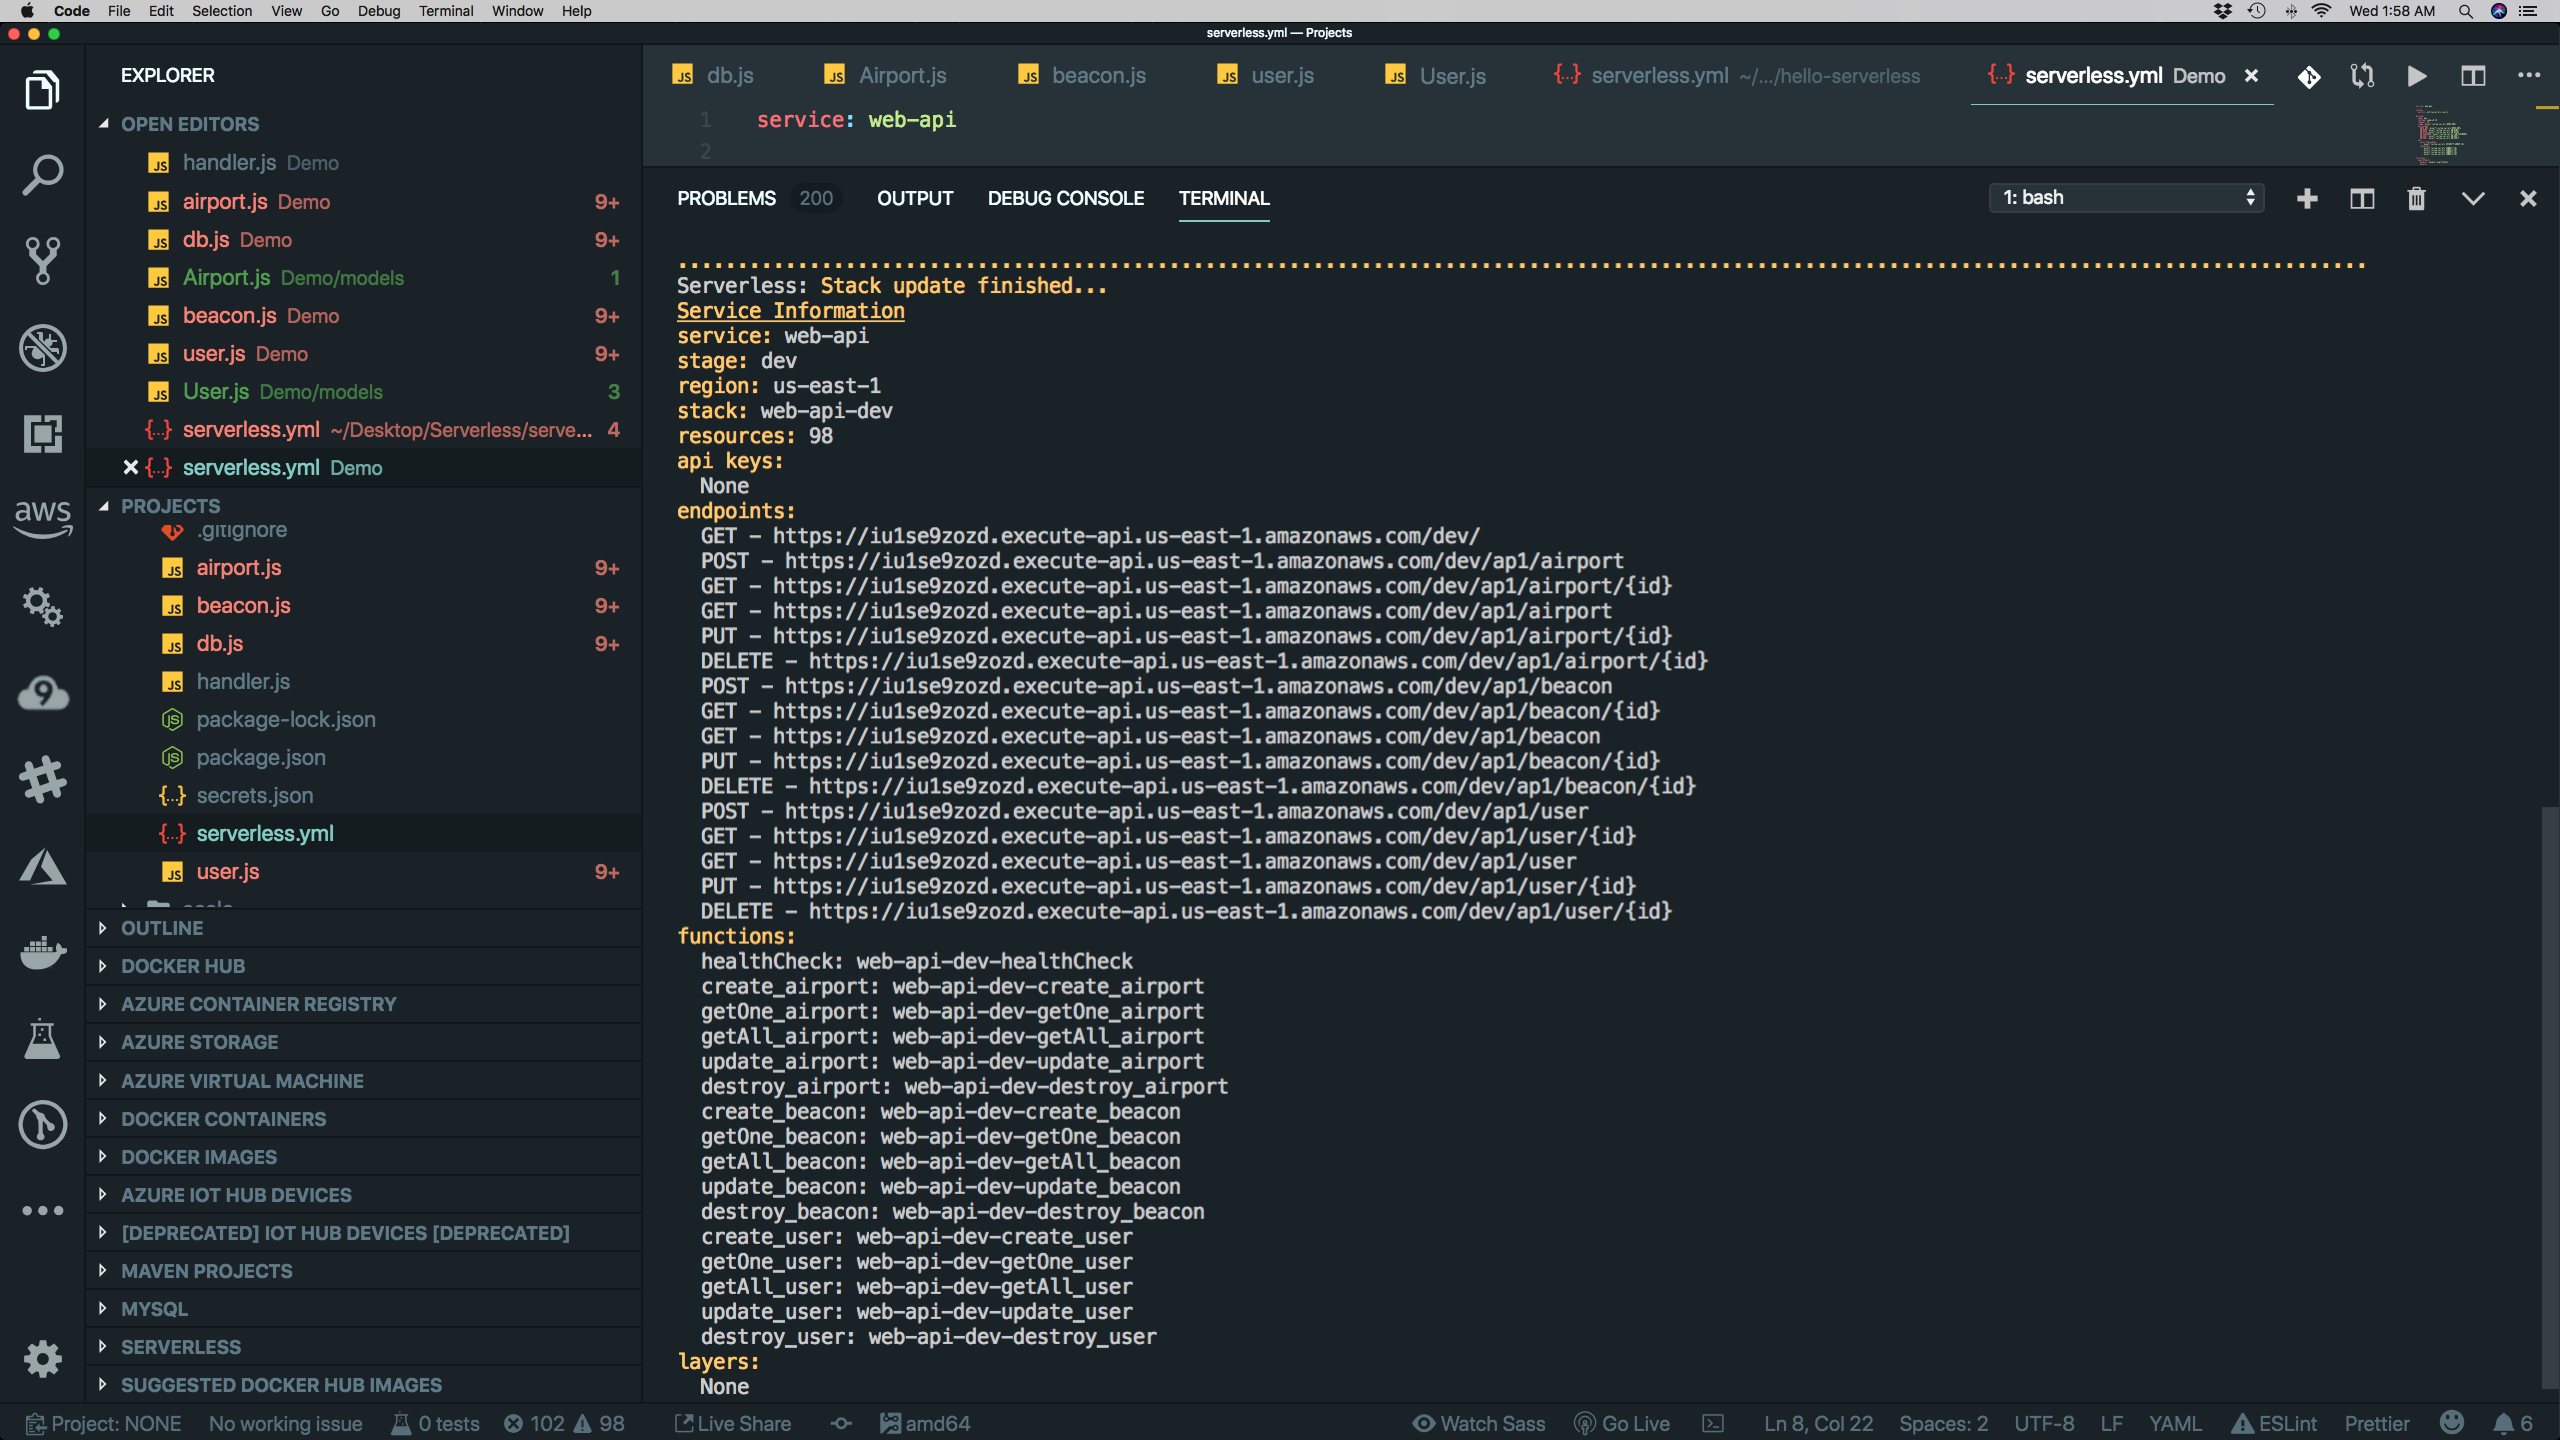 Code File Edit Selection View Go Debug Terminal Window Help
Wed 1:58 AM
serverless.yml — Projects
EXPLORER
OPEN EDITORS
handler.js Demo
airport.js Demo 9+
db.js Demo 9+
Airport.js Demo/models 1
beacon.js Demo 9+
user.js Demo 9+
User.js Demo/models 3
serverless.yml ~/Desktop/Serverless/serve... 4
serverless.yml Demo
PROJECTS
.gitignore
airport.js 9+
beacon.js 9+
db.js 9+
handler.js
package-lock.json
package.json
secrets.json
serverless.yml
user.js 9+
OUTLINE
DOCKER HUB
AZURE CONTAINER REGISTRY
AZURE STORAGE
AZURE VIRTUAL MACHINE
DOCKER CONTAINERS
DOCKER IMAGES
AZURE IOT HUB DEVICES
[DEPRECATED] IOT HUB DEVICES [DEPRECATED]
MAVEN PROJECTS
MYSQL
SERVERLESS
SUGGESTED DOCKER HUB IMAGES
aws
db.js Airport.js beacon.js user.js User.js serverless.yml ~/.../hello-serverless serverless.yml Demo
1 service: web-api
2
PROBLEMS 200 OUTPUT DEBUG CONSOLE TERMINAL 1: bash
Serverless: Stack update finished...
Service Information
service: web-api
stage: dev
region: us-east-1
stack: web-api-dev
resources: 98
api keys:
None
endpoints:
GET - https://iu1se9zozd.execute-api.us-east-1.amazonaws.com/dev/
POST - https://iu1se9zozd.execute-api.us-east-1.amazonaws.com/dev/ap1/airport
GET - https://iu1se9zozd.execute-api.us-east-1.amazonaws.com/dev/ap1/airport/{id}
GET - https://iu1se9zozd.execute-api.us-east-1.amazonaws.com/dev/ap1/airport
PUT - https://iu1se9zozd.execute-api.us-east-1.amazonaws.com/dev/ap1/airport/{id}
DELETE - https://iu1se9zozd.execute-api.us-east-1.amazonaws.com/dev/ap1/airport/{id}
POST - https://iu1se9zozd.execute-api.us-east-1.amazonaws.com/dev/ap1/beacon
GET - https://iu1se9zozd.execute-api.us-east-1.amazonaws.com/dev/ap1/beacon/{id}
GET - https://iu1se9zozd.execute-api.us-east-1.amazonaws.com/dev/ap1/beacon
PUT - https://iu1se9zozd.execute-api.us-east-1.amazonaws.com/dev/ap1/beacon/{id}
DELETE - https://iu1se9zozd.execute-api.us-east-1.amazonaws.com/dev/ap1/beacon/{id}
POST - https://iu1se9zozd.execute-api.us-east-1.amazonaws.com/dev/ap1/user
GET - https://iu1se9zozd.execute-api.us-east-1.amazonaws.com/dev/ap1/user/{id}
GET - https://iu1se9zozd.execute-api.us-east-1.amazonaws.com/dev/ap1/user
PUT - https://iu1se9zozd.execute-api.us-east-1.amazonaws.com/dev/ap1/user/{id}
DELETE - https://iu1se9zozd.execute-api.us-east-1.amazonaws.com/dev/ap1/user/{id}
functions:
healthCheck: web-api-dev-healthCheck
create_airport: web-api-dev-create_airport
getOne_airport: web-api-dev-getOne_airport
getAll_airport: web-api-dev-getAll_airport
update_airport: web-api-dev-update_airport
destroy_airport: web-api-dev-destroy_airport
create_beacon: web-api-dev-create_beacon
getOne_beacon: web-api-dev-getOne_beacon
getAll_beacon: web-api-dev-getAll_beacon
update_beacon: web-api-dev-update_beacon
destroy_beacon: web-api-dev-destroy_beacon
create_user: web-api-dev-create_user
getOne_user: web-api-dev-getOne_user
getAll_user: web-api-dev-getAll_user
update_user: web-api-dev-update_user
destroy_user: web-api-dev-destroy_user
layers:
None
Project: NONE No working issue 0 tests 102 98 Live Share amd64 Watch Sass Go Live Ln 8, Col 22 Spaces: 2 UTF-8 LF YAML ESLint Prettier 6